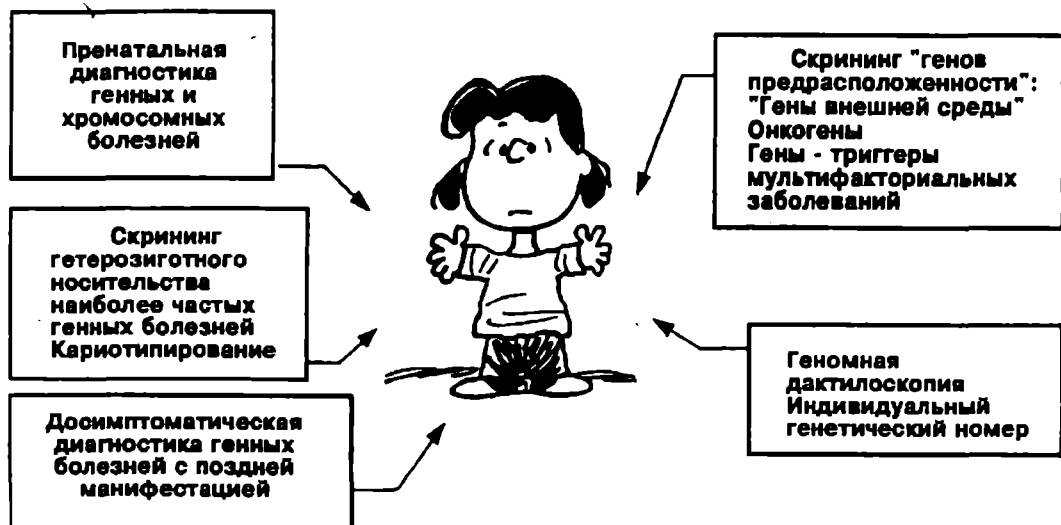 Пренатальная
диагностика
генных и
хромосомных
болезней
Скрининг
гетерозиготного
носительства
наиболее частых
генных болезней
Кариотипирование
Досимптоматическая
диагностика генных
болезней с поздней
манифестацией
Скрининг "генов
предрасположенности":
"Гены внешней среды"
Онкогены
Гены - триггеры
мультифакториальных
заболеваний
Геномная
дактилоскопия
Индивидуальный
генетический номер